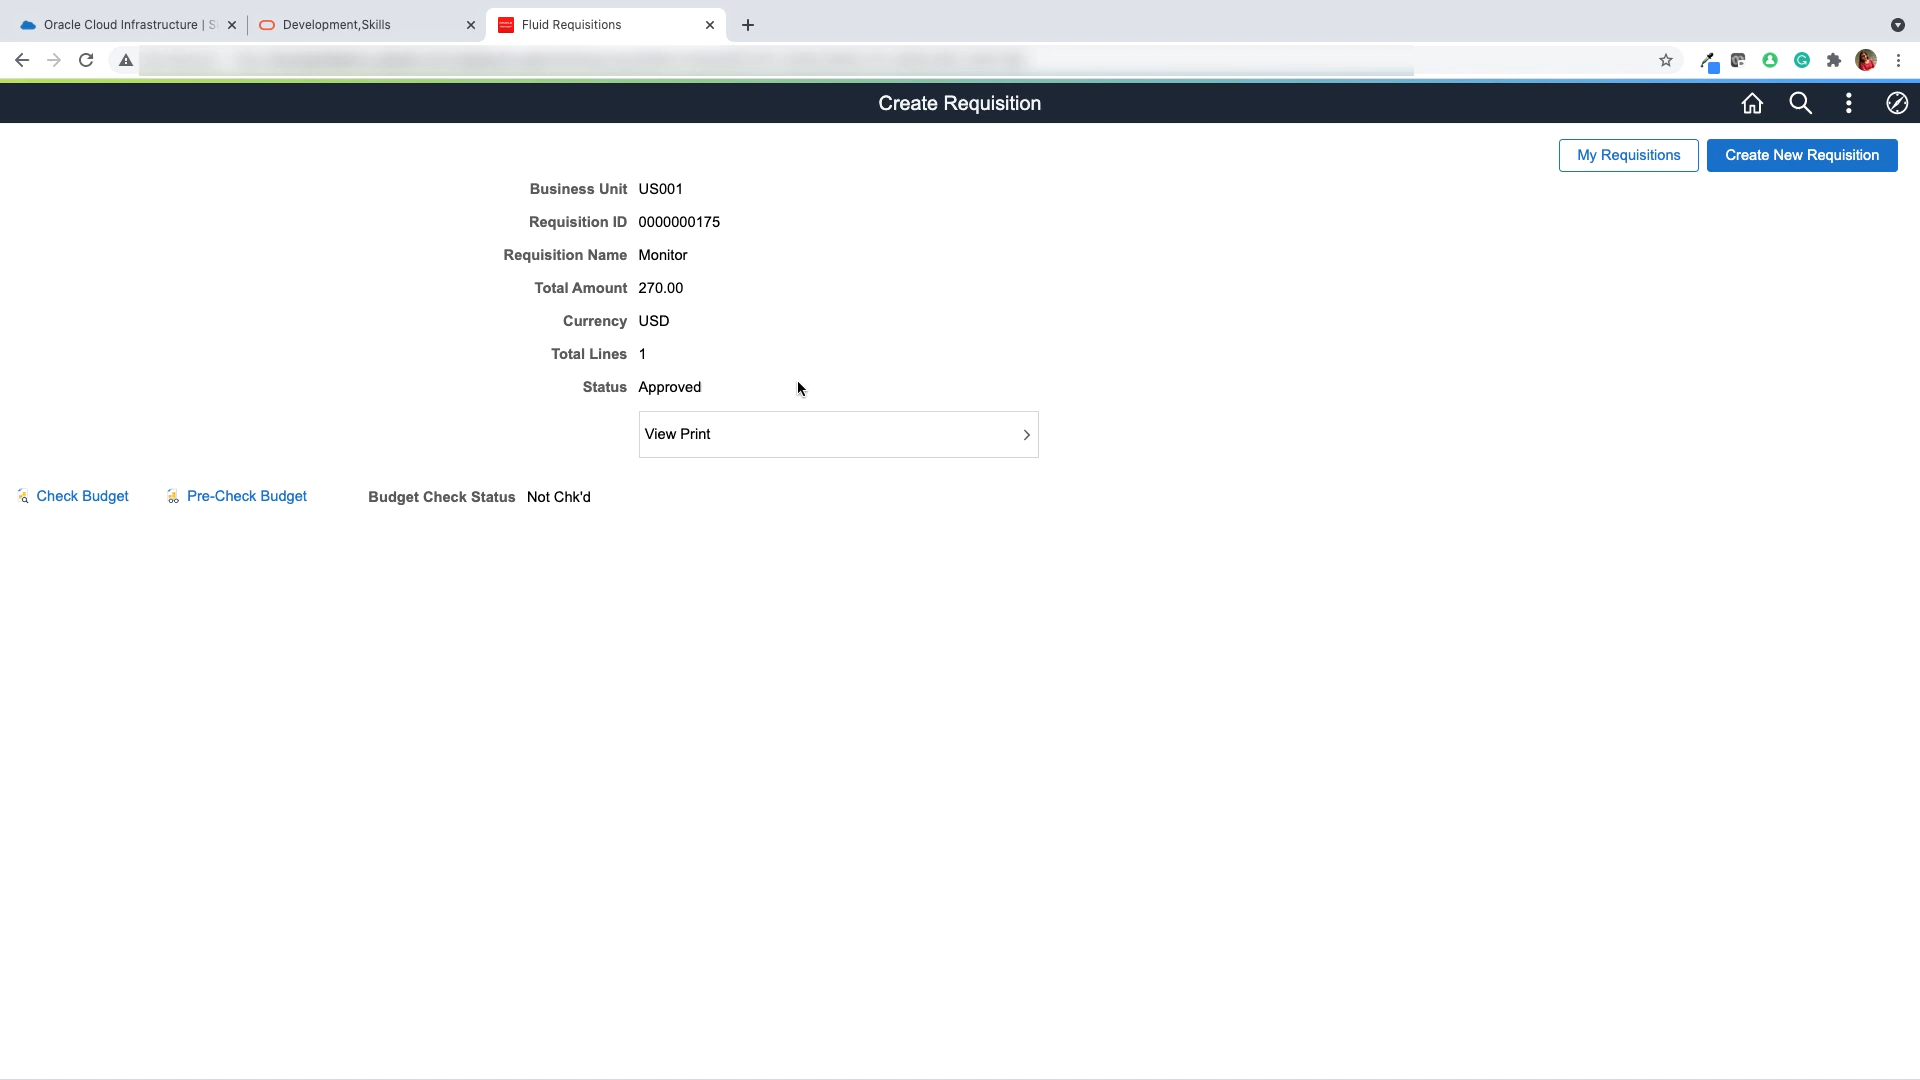 Oracle Cloud Infrastructure | S
Development,Skills
Fluid Requisitions
Create Requisition
My Requisitions
Create New Requisition
Business Unit US001
Requisition ID 0000000175
Requisition Name Monitor
Total Amount 270.00
Currency USD
Total Lines 1
Status Approved
View Print
Check Budget
Pre-Check Budget
Budget Check Status Not Chk'd